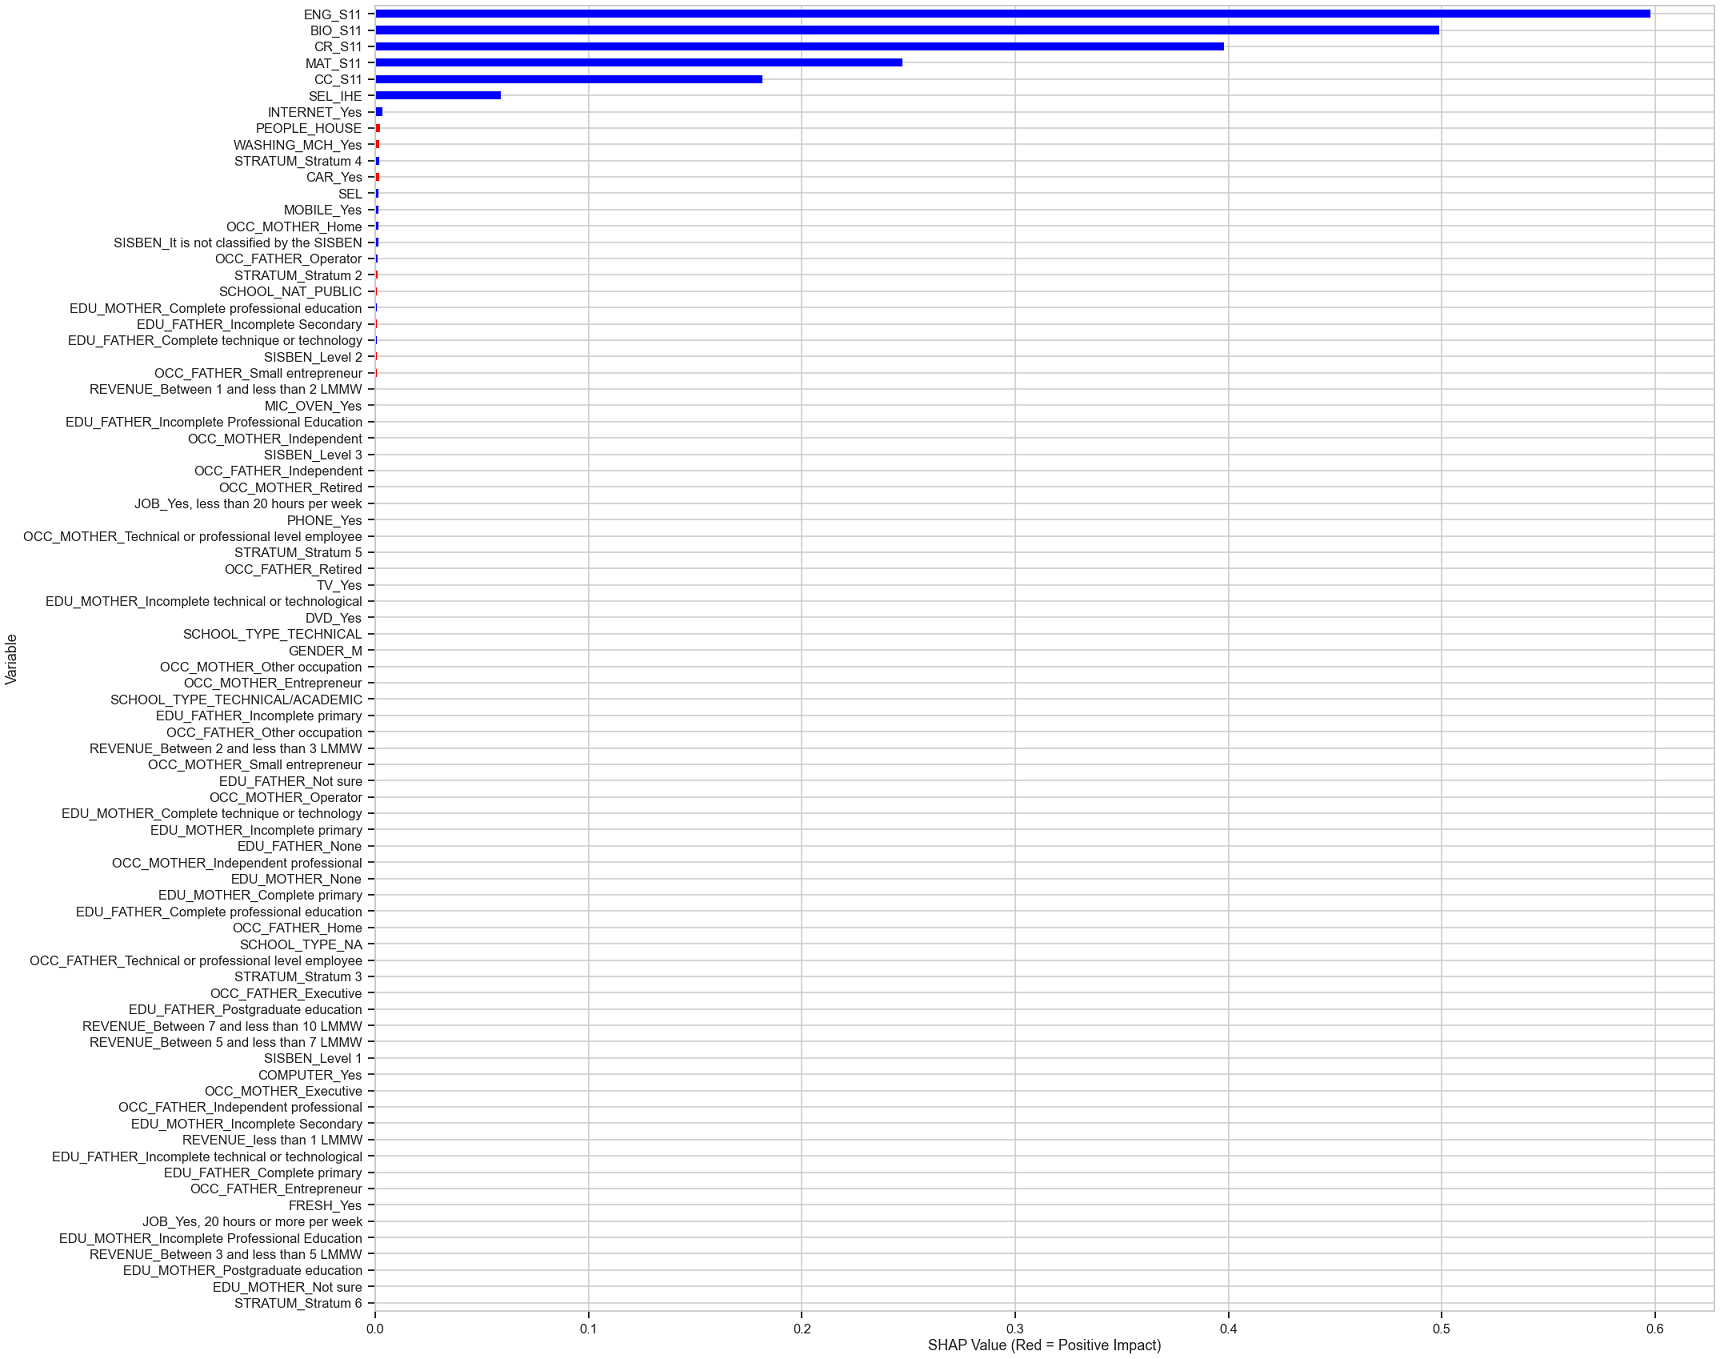 ENG_S11
BIO_S11
CR_S11
MAT_S11
CC_S11
SEL_IHE
INTERNET_Yes
PEOPLE_HOUSE
WASHING_MCH_Yes
STRATUM_Stratum 4
CAR_Yes
SEL
MOBILE_Yes
OCC_MOTHER_Home
SISBEN_It is not classified by the SISBEN
OCC_FATHER_Operator
STRATUM_Stratum 2
SCHOOL_NAT_PUBLIC
EDU_MOTHER_Complete professional education
EDU_FATHER_Incomplete Secondary
EDU_FATHER_Complete technique or technology
SISBEN_Level 2
OCC_FATHER_Small entrepreneur
REVENUE_Between 1 and less than 2 LMMW
MIC_OVEN_Yes
EDU_FATHER_Incomplete Professional Education
OCC_MOTHER_Independent
SISBEN_Level 3
OCC_FATHER_Independent
OCC_MOTHER_Retired
JOB_Yes, less than 20 hours per week
PHONE_Yes
OCC_MOTHER_Technical or professional level employee
STRATUM_Stratum 5
OCC_FATHER_Retired
TV_Yes
EDU_MOTHER_Incomplete technical or technological
DVD_Yes
SCHOOL_TYPE_TECHNICAL
GENDER_M
OCC_MOTHER_Other occupation
OCC_MOTHER_Entrepreneur
SCHOOL_TYPE_TECHNICAL/ACADEMIC
EDU_FATHER_Incomplete primary
OCC_FATHER_Other occupation
REVENUE_Between 2 and less than 3 LMMW
OCC_MOTHER_Small entrepreneur
EDU_FATHER_Not sure
OCC_MOTHER_Operator
EDU_MOTHER_Complete technique or technology
EDU_MOTHER_Incomplete primary
EDU_FATHER_None
OCC_MOTHER_Independent professional
EDU_MOTHER_None
EDU_MOTHER_Complete primary
EDU_FATHER_Complete professional education
OCC_FATHER_Home
SCHOOL_TYPE_NA
OCC_FATHER_Technical or professional level employee
STRATUM_Stratum 3
OCC_FATHER_Executive
EDU_FATHER_Postgraduate education
REVENUE_Between 7 and less than 10 LMMW
REVENUE_Between 5 and less than 7 LMMW
SISBEN_Level 1
COMPUTER_Yes
OCC_MOTHER_Executive
OCC_FATHER_Independent professional
EDU_MOTHER_Incomplete Secondary
REVENUE_less than 1 LMMW
EDU_FATHER_Incomplete technical or technological
EDU_FATHER_Complete primary
OCC_FATHER_Entrepreneur
FRESH_Yes
JOB_Yes, 20 hours or more per week
EDU_MOTHER_Incomplete Professional Education
REVENUE_Between 3 and less than 5 LMMW
EDU_MOTHER_Postgraduate education
EDU_MOTHER_Not sure
STRATUM_Stratum 6
Variable
0.0 0.1 0.2 0.3 0.4 0.5 0.6
SHAP Value (Red = Positive Impact)